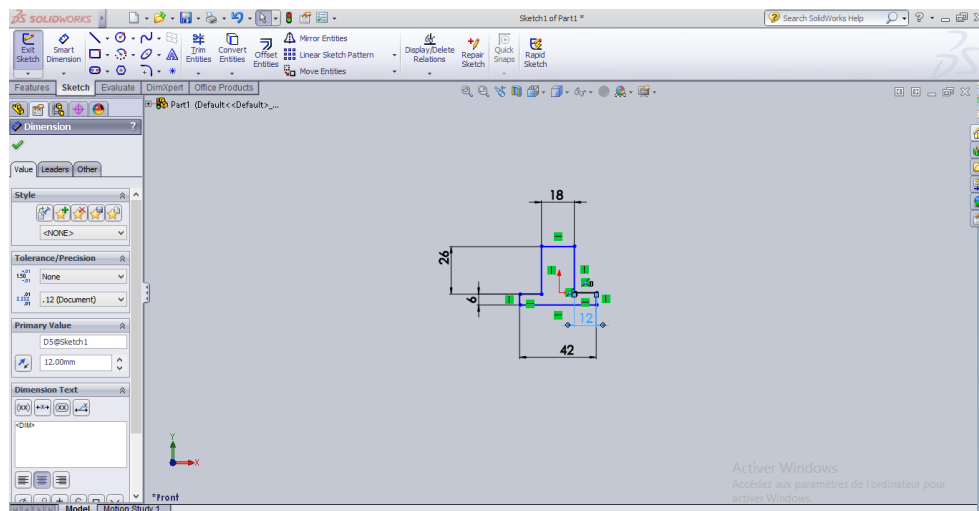 SOLIDWORKS
Sketch1 of Part1 *
Search SolidWorks Help
Exit Sketch
Smart Dimension
Trim Entities
Convert Entities
Offset Entities
Mirror Entities
Linear Sketch Pattern
Move Entities
Display/Delete Relations
Repair Sketch
Quick Snaps
Rapid Sketch
Features Sketch Evaluate DimXpert Office Products
Part1 (Default<<Default>_...
Dimension ?
Value Leaders Other
Style
<NONE>
Tolerance/Precision
None
.12 (Document)
Primary Value
D5@Sketch1
12.00mm
Dimension Text
(xx) +x+ (xx)
<DIM>
18
26
6
12
42
Y
X
*Front
Activer Windows
Accédez aux paramètres de l'ordinateur pour
activer Windows.
Model Motion Study 1